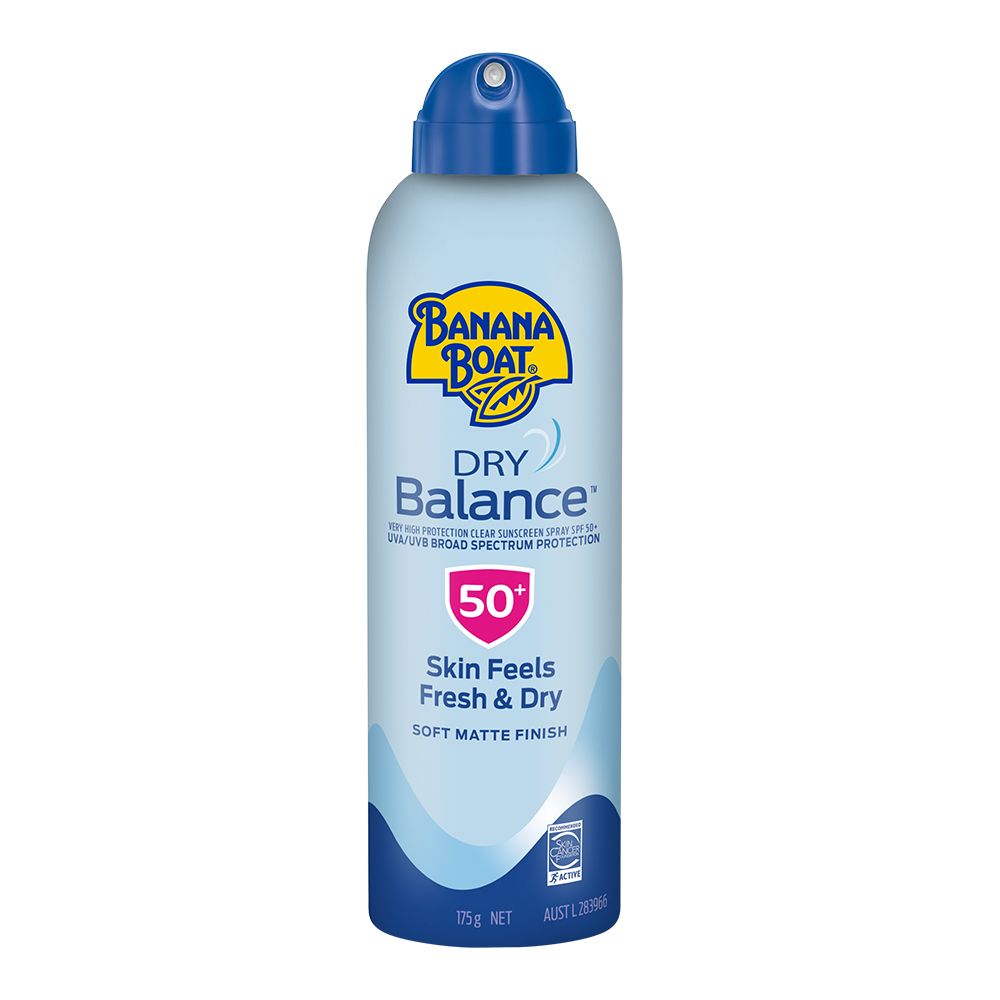 BANANA
BOAT®
DRY
Balance™
VERY HIGH PROTECTION CLEAR SUNSCREEN SPRAY SPF 50+
UVA/UVB BROAD SPECTRUM PROTECTION
50+
Skin Feels
Fresh & Dry
SOFT MATTE FINISH
RECOMMENDED
SKIN
CANCER
FOUNDATION
ACTIVE
175g NET
AUST L 283966